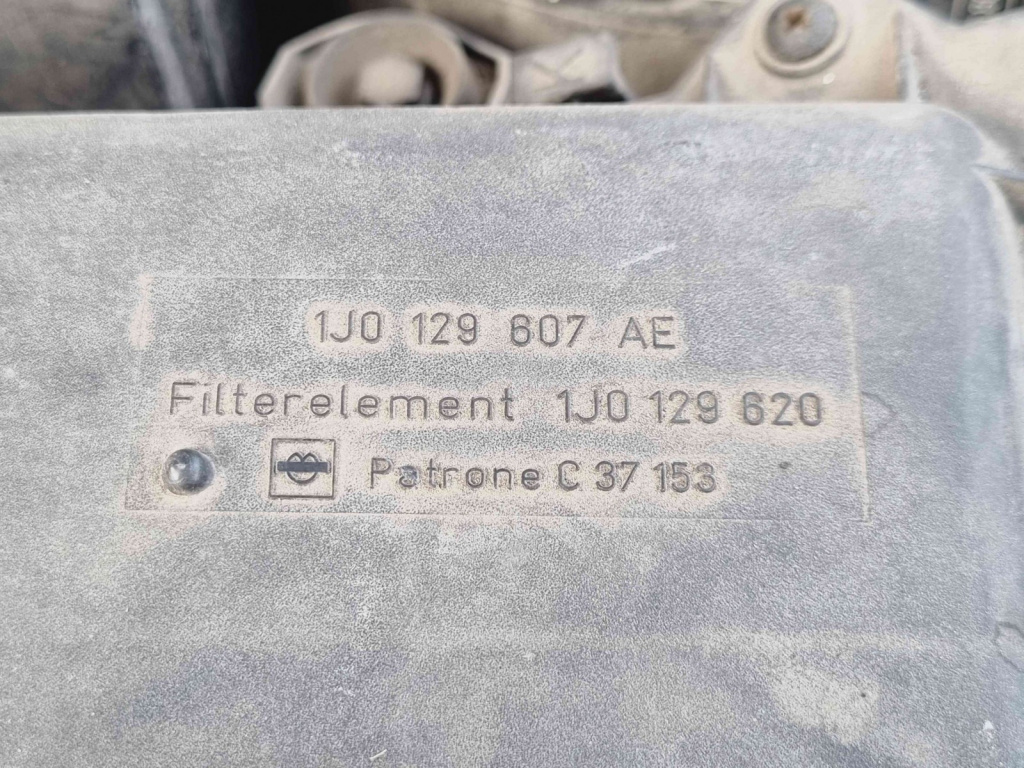 1J0 129 607 AE
Filterelement 1J0 129 620
Patrone C 37 153